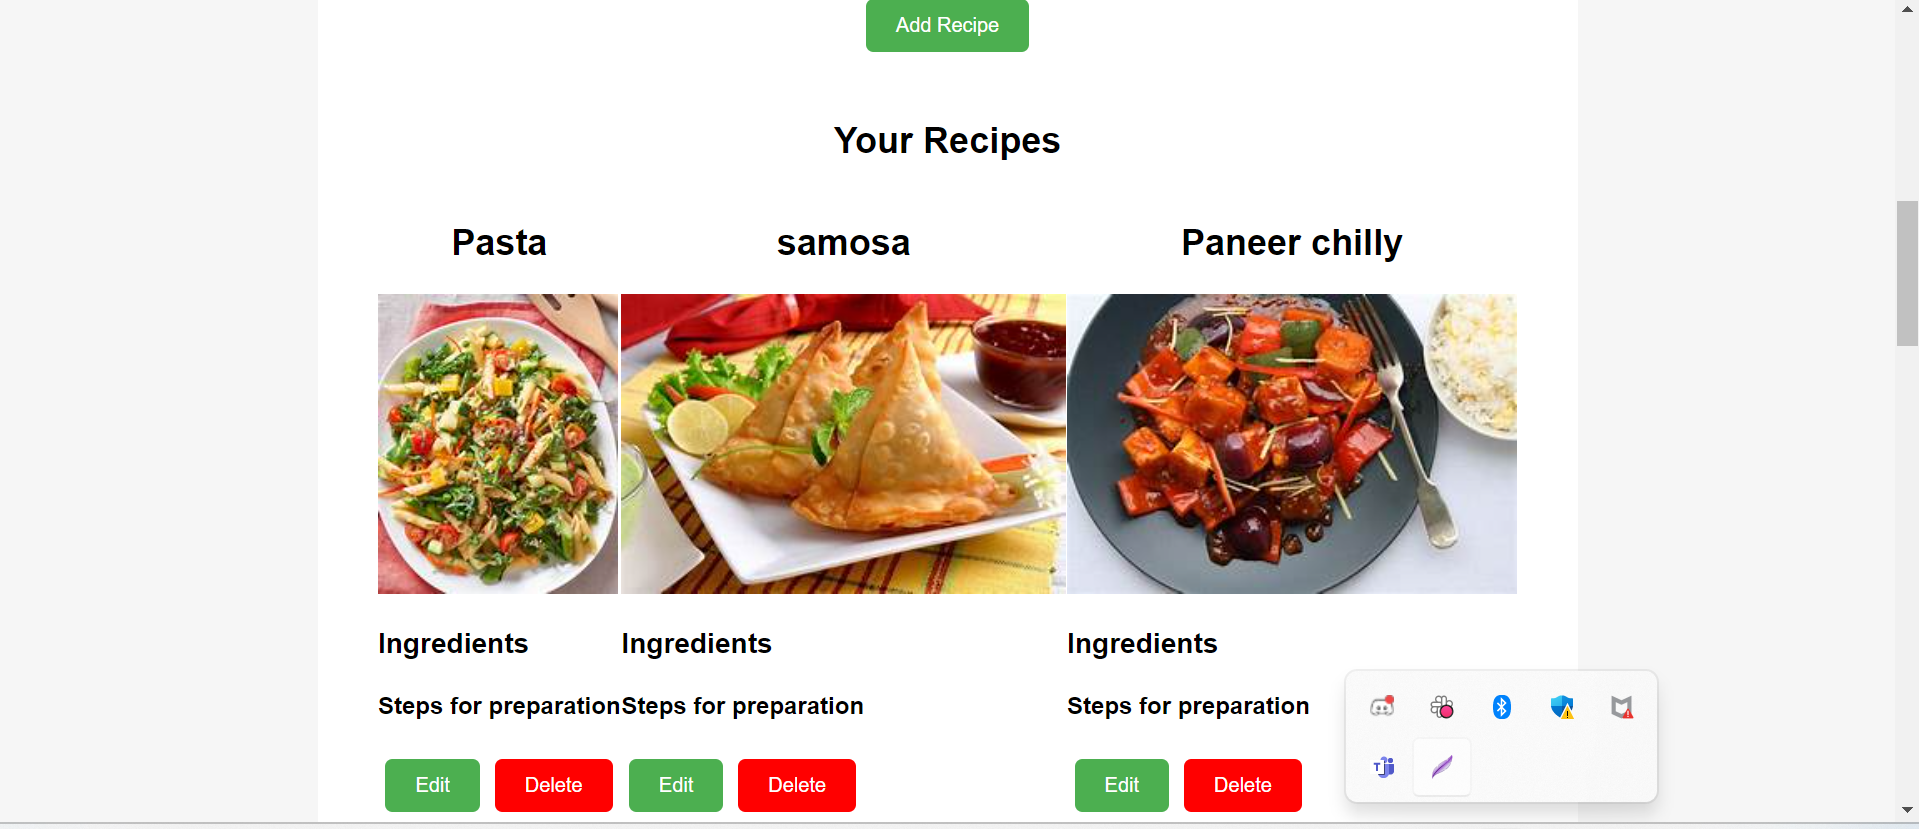 Add Recipe
Your Recipes
Pasta
samosa
Paneer chilly
Ingredients
Ingredients
Ingredients
Steps for preparation
Steps for preparation
Steps for preparation
Edit
Delete
Edit
Delete
Edit
Delete